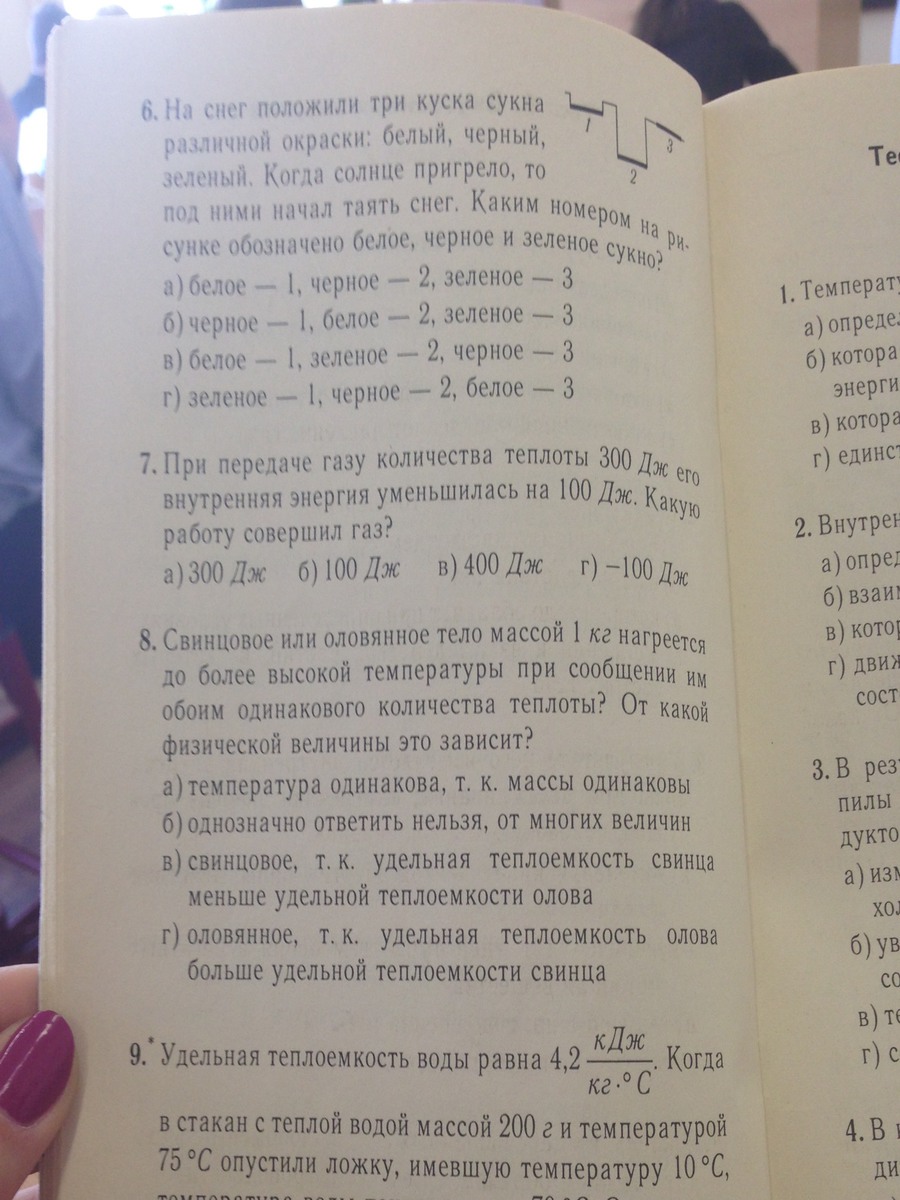 6. На снег положили три куска сукна
различной окраски: белый, черный,
зеленый. Когда солнце пригрело, то
под ними начал таять снег. Каким номером на ри-
сунке обозначено белое, черное и зеленое сукно?
1
2
3
а) белое — 1, черное — 2, зеленое — 3
б) черное — 1, белое — 2, зеленое — 3
в) белое — 1, зеленое — 2, черное — 3
г) зеленое — 1, черное — 2, белое — 3
7. При передаче газу количества теплоты 300 Дж его
внутренняя энергия уменьшилась на 100 Дж. Какую
работу совершил газ?
а) 300 Дж б) 100 Дж в) 400 Дж г) −100 Дж
8. Свинцовое или оловянное тело массой 1 кг нагреется
до более высокой температуры при сообщении им
обоим одинакового количества теплоты? От какой
физической величины это зависит?
а) температура одинакова, т. к. массы одинаковы
б) однозначно ответить нельзя, от многих величин
в) свинцовое, т. к. удельная теплоемкость свинца
меньше удельной теплоемкости олова
г) оловянное, т. к. удельная теплоемкость олова
больше удельной теплоемкости свинца
9.* Удельная теплоемкость воды равна 4,2 кДж/кг·°С. Когда
в стакан с теплой водой массой 200 г и температурой
75 °С опустили ложку, имевшую температуру 10 °С,
Те
1. Температу
а) опреде
б) котора
энерги
в) котора
г) единст
2. Внутрен
а) опред
б) взаи
в) котор
г) движ
сост
3. В рез
пилы
дукто
а) изм
хол
б) ув
со
в) те
г) с
4. В
ди